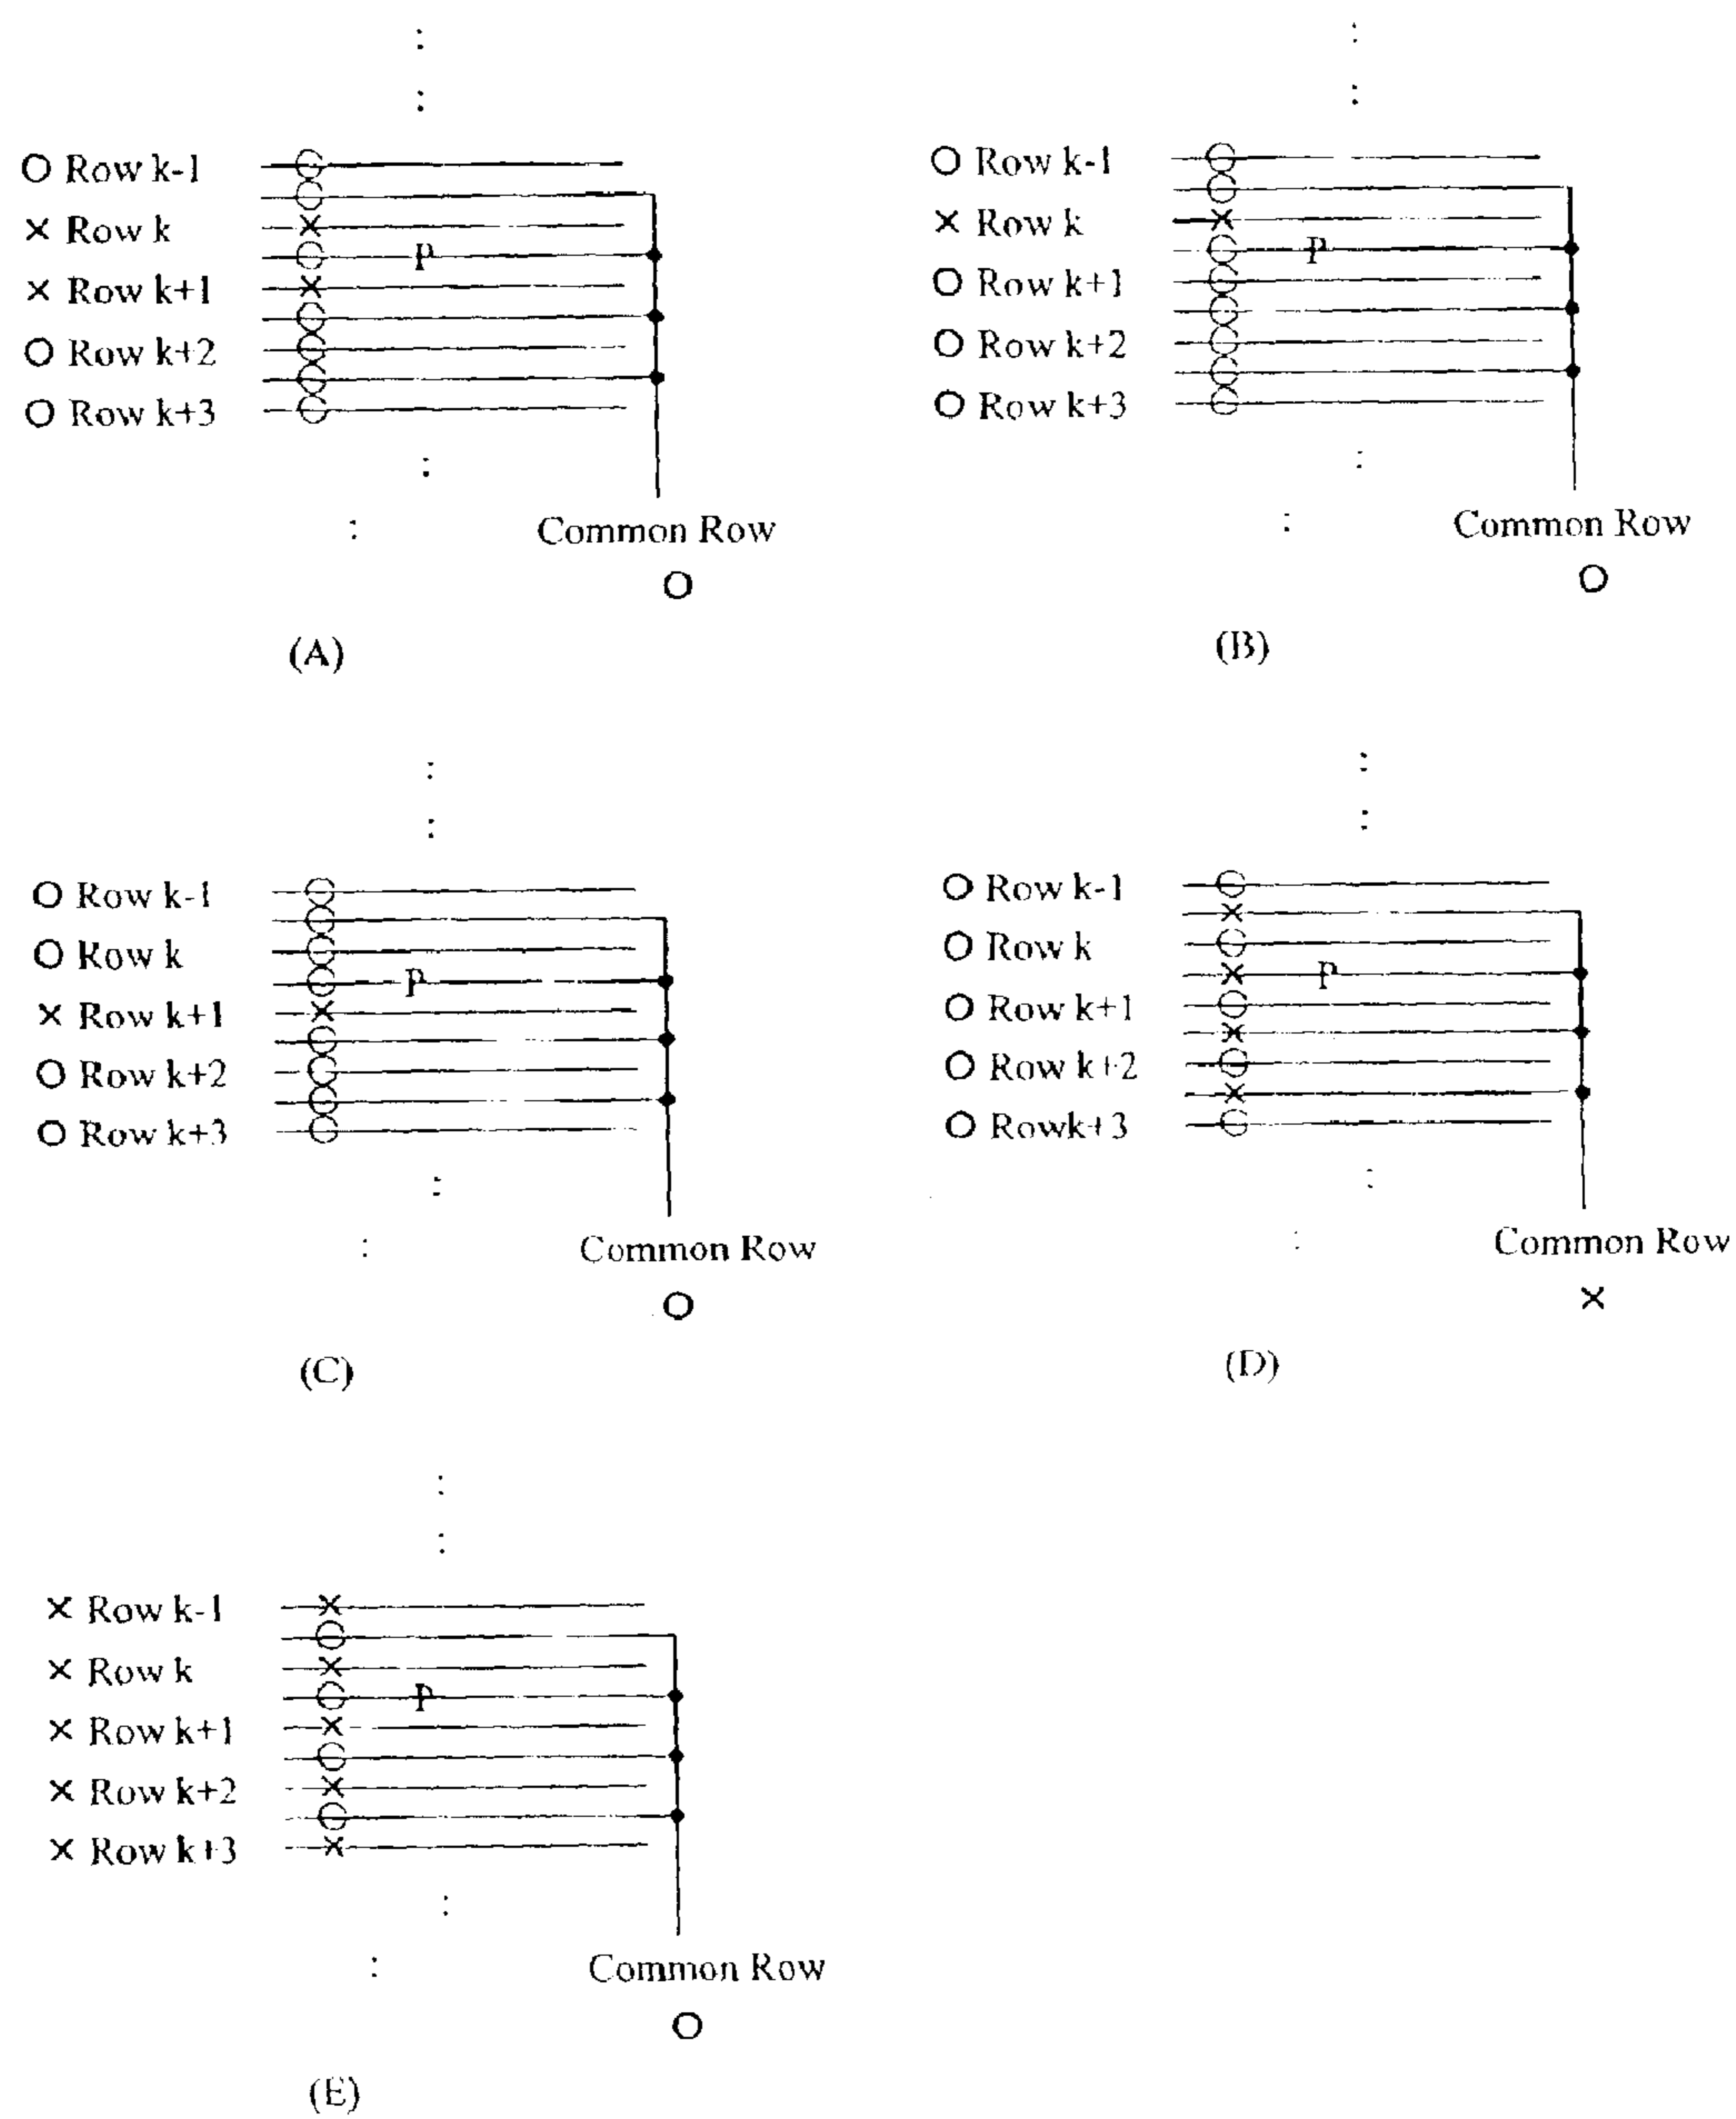 O Row k-1
X Row k
P
X Row k+1
O Row k+2
O Row k+3
Common Row
O
(A)
O Row k-1
X Row k
P
O Row k+1
O Row k+2
O Row k+3
Common Row
O
(B)
O Row k-1
O Row k
P
X Row k+1
O Row k+2
O Row k+3
Common Row
O
(C)
O Row k-1
O Row k
P
O Row k+1
O Row k+2
O Rowk+3
Common Row
X
(D)
X Row k-1
X Row k
P
X Row k+1
X Row k+2
X Row k+3
Common Row
O
(E)